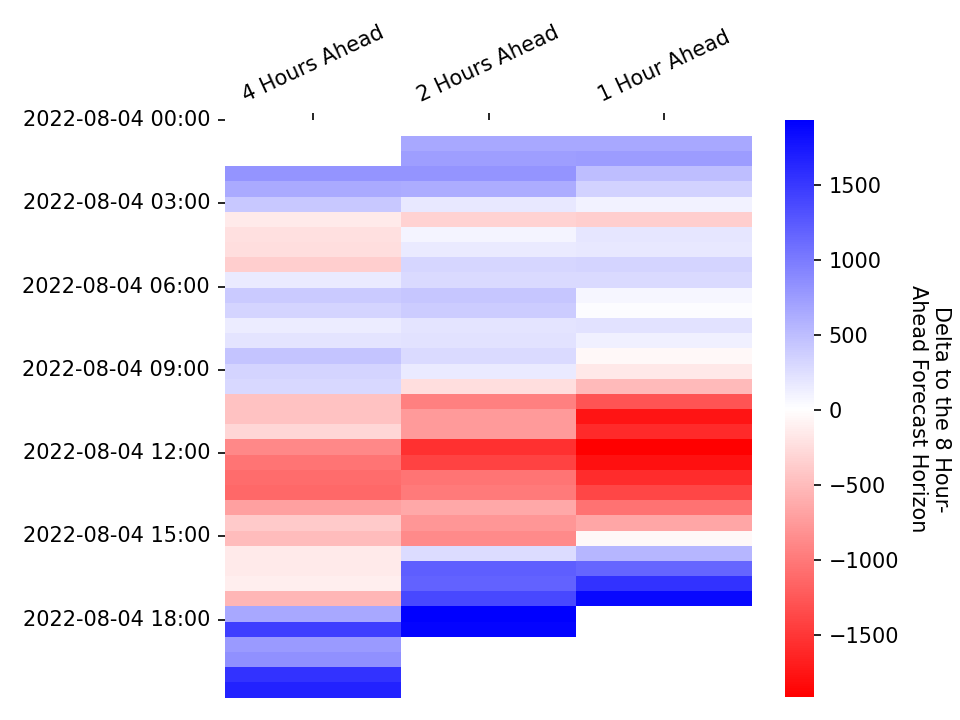 4 Hours Ahead
2 Hours Ahead
1 Hour Ahead
2022-08-04 00:00
2022-08-04 03:00
2022-08-04 06:00
2022-08-04 09:00
2022-08-04 12:00
2022-08-04 15:00
2022-08-04 18:00
1500
1000
500
0
−500
−1000
−1500
Delta to the 8 Hour-
Ahead Forecast Horizon